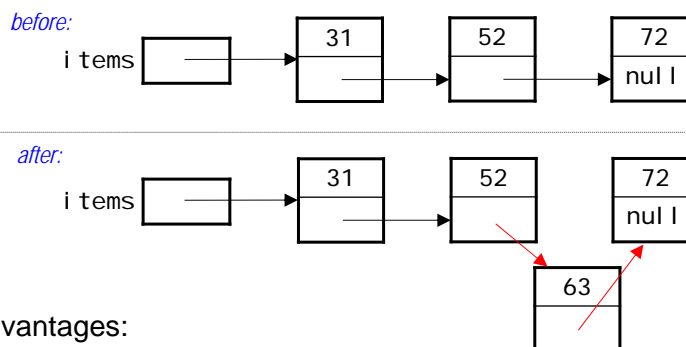 before:
31 52 72
items
null
after:
31 52 72
items
null
63
vantages: